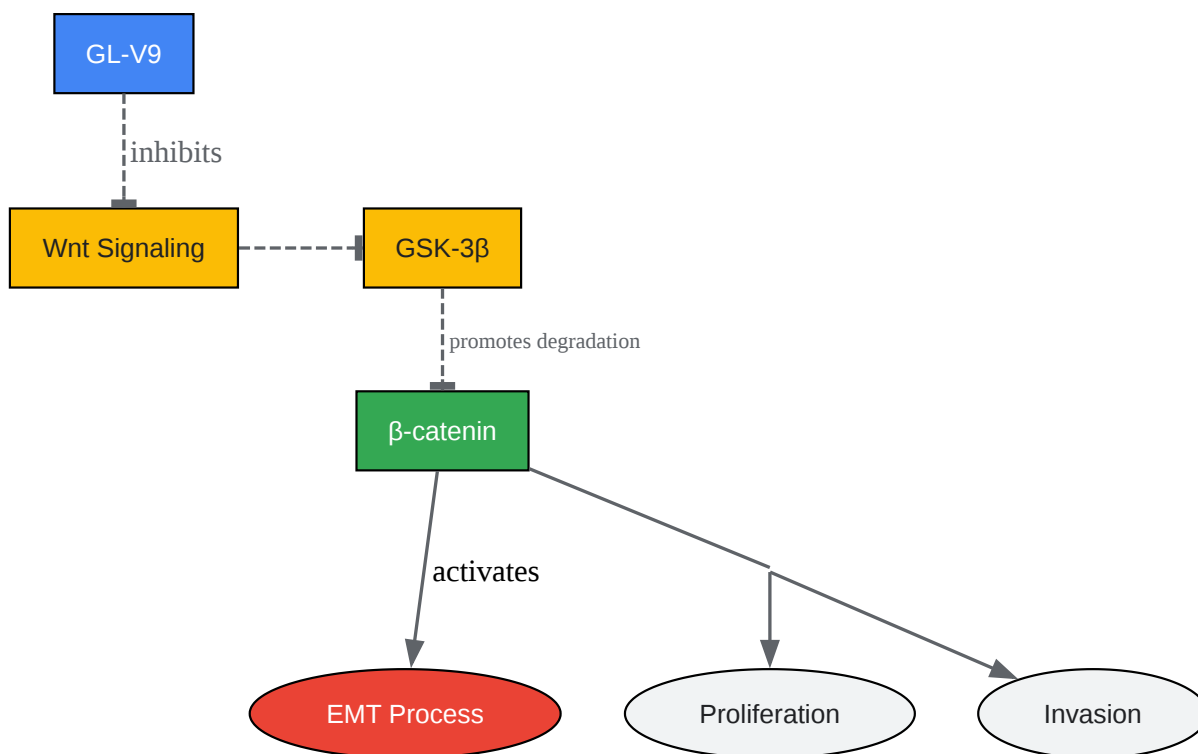 GL-V9
inhibits
Wnt Signaling
GSK-3β
promotes degradation
β-catenin
activates
EMT Process
Proliferation
Invasion